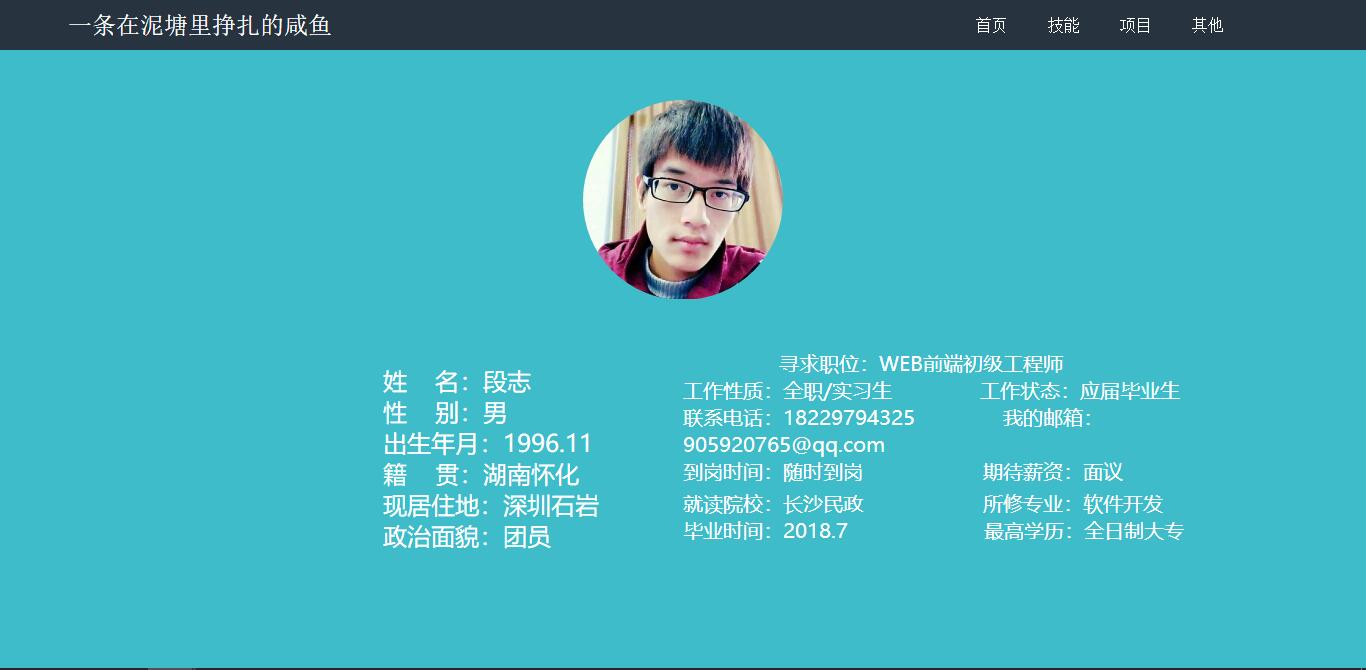 一条在泥塘里挣扎的咸鱼
首页 技能 项目 其他
姓 名：段志
性 别：男
出生年月：1996.11
籍 贯：湖南怀化
现居住地：深圳石岩
政治面貌：团员
寻求职位：WEB前端初级工程师
工作性质：全职/实习生 工作状态：应届毕业生
联系电话：18229794325 我的邮箱：
905920765@qq.com
到岗时间：随时到岗 期待薪资：面议
就读院校：长沙民政 所修专业：软件开发
毕业时间：2018.7 最高学历：全日制大专